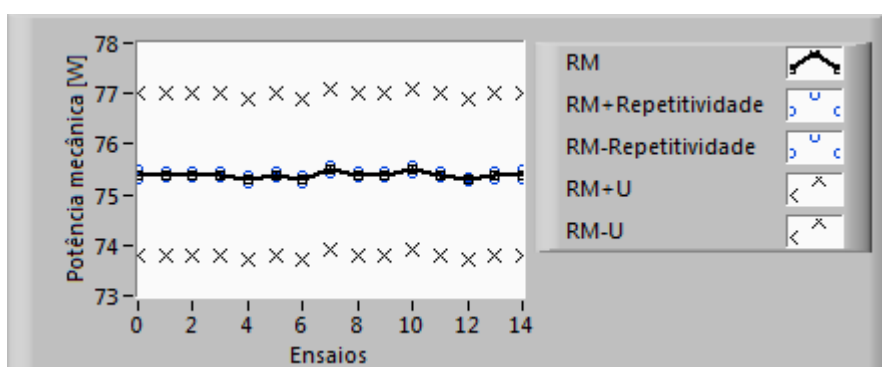 Potência mecânica [W]
78
77
76
75
74
73
0 2 4 6 8 10 12 14
Ensaios
RM
RM+Repetitividade
RM-Repetitividade
RM+U
RM-U